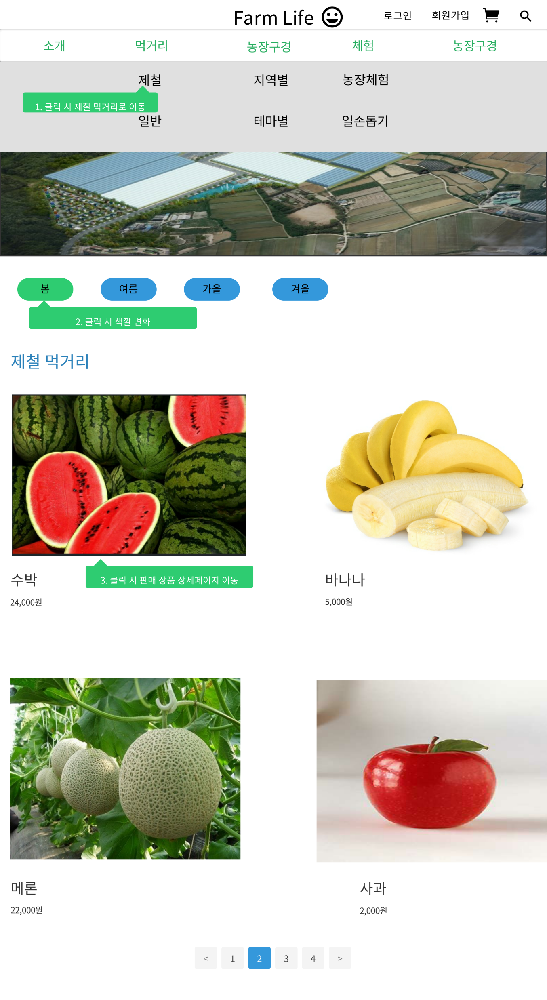 Farm Life 로그인 회원가입
소개 먹거리 농장구경 체험 농장구경
제철 지역별 농장체험
1. 클릭 시 제철 먹거리로 이동
일반 테마별 일손돕기
봄 여름 가을 겨울
2. 클릭 시 색깔 변화
제철 먹거리
3. 클릭 시 판매 상품 상세페이지 이동
수박 바나나
24,000원 5,000원
메론 사과
22,000원 2,000원
< 1 2 3 4 >